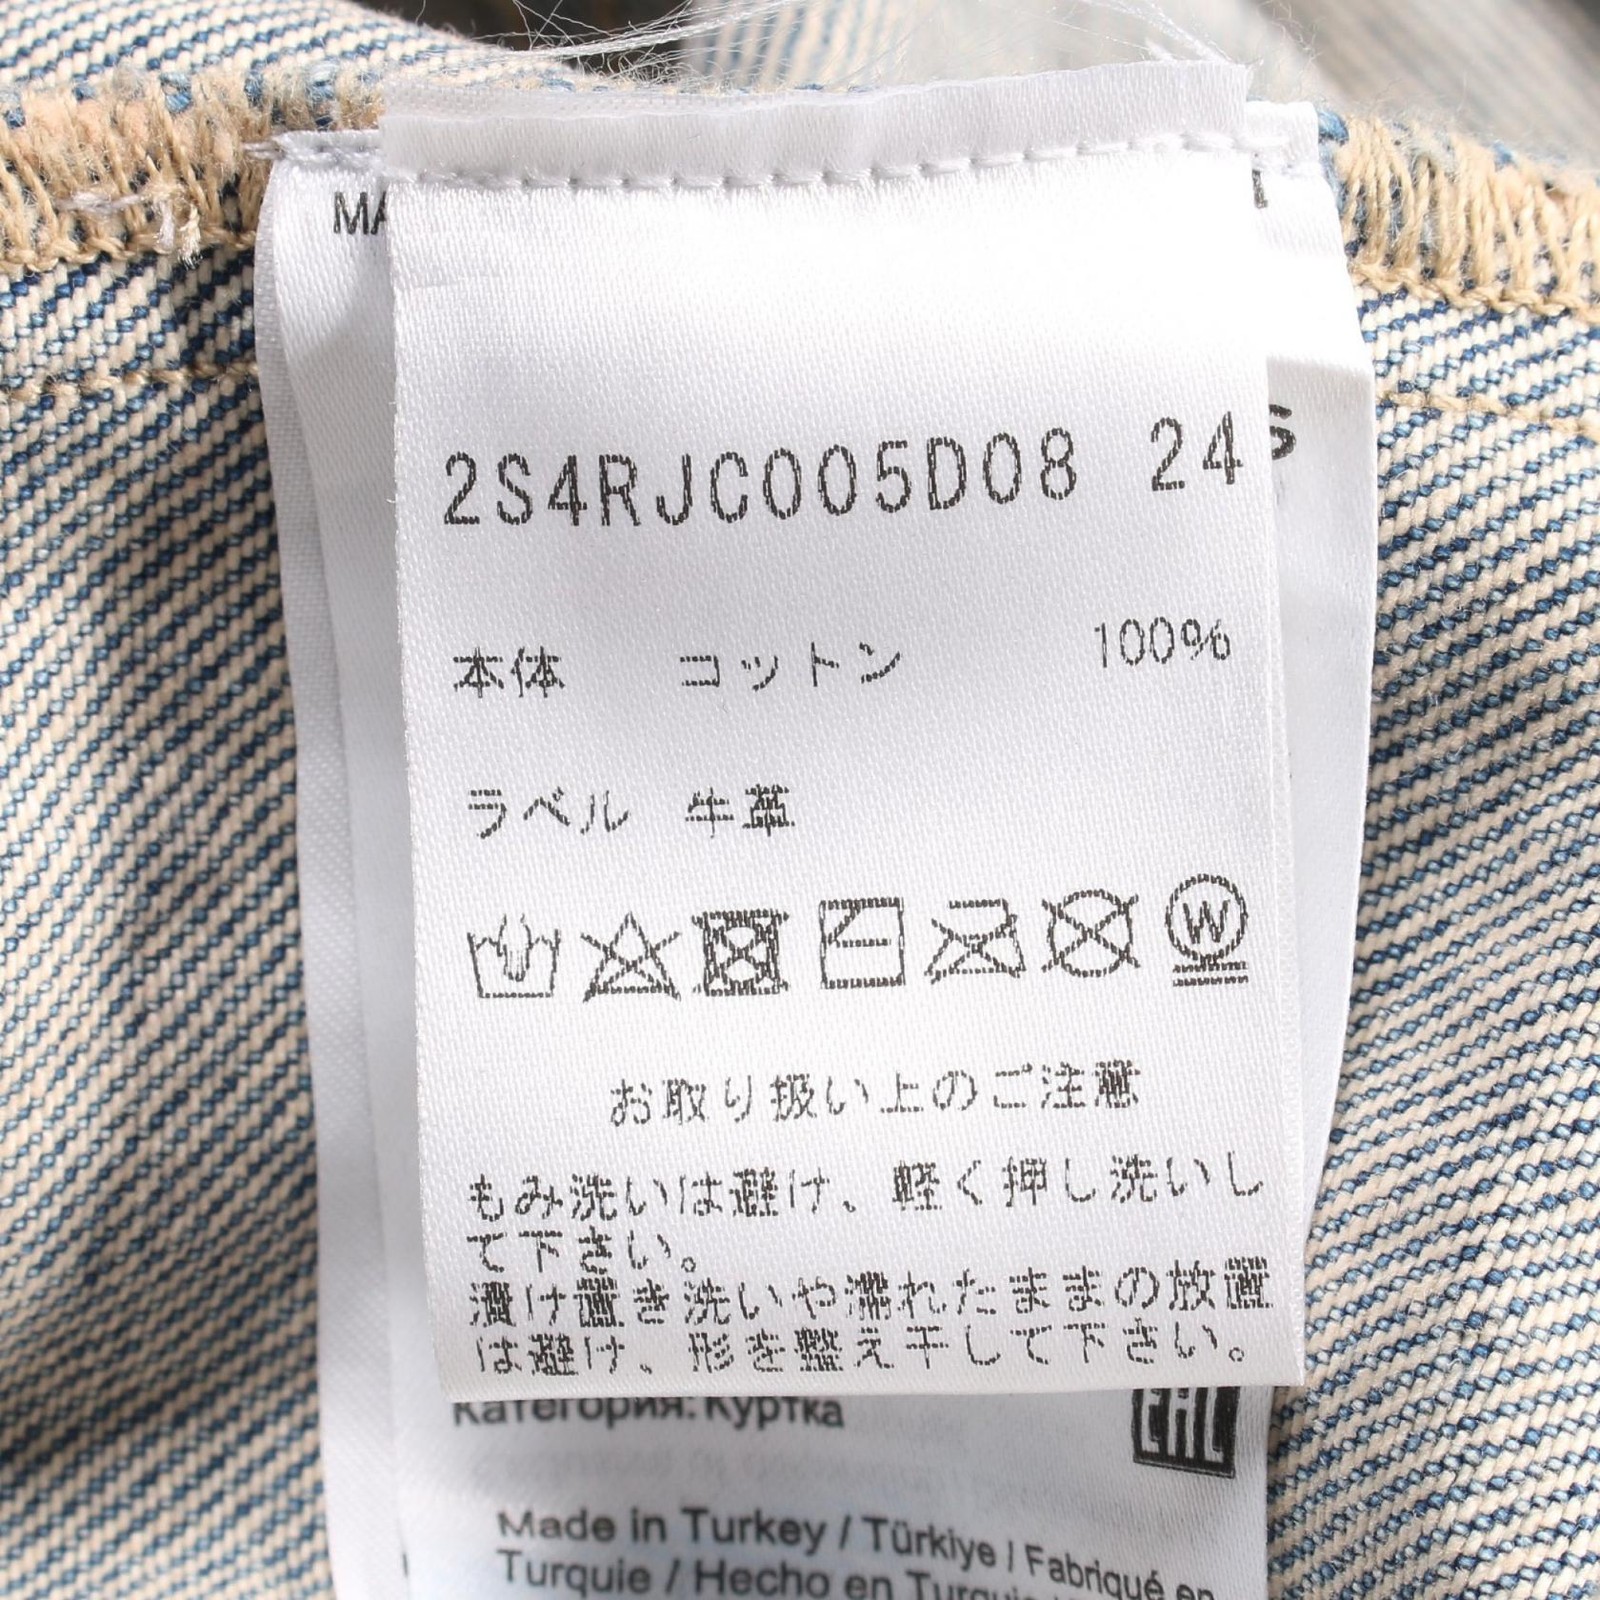 MA
2S4RJC005D08 24
S
本体 コットン 100%
ラベル 牛革
W
お取り扱い上のご注意
もみ洗いは避け、軽く押し洗いし
て下さい。
漬け置き洗いや濡れたままの放置
は避け、形を整え干して下さい。
Категория: Куртка
EAC
Made in Turkey / Türkiye / Fabriqué en
Turquie / Hecho en